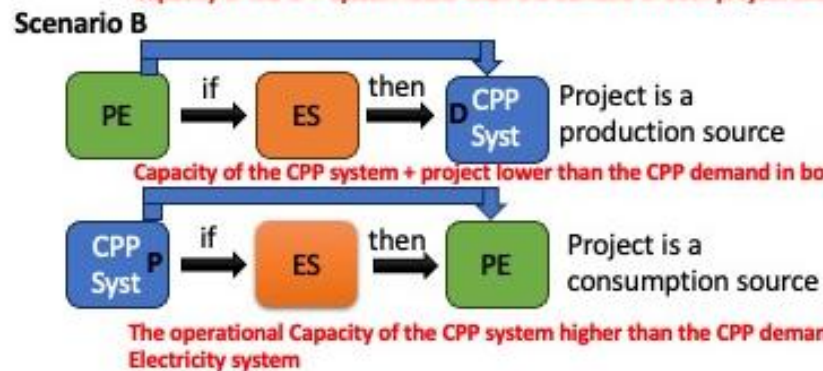 Scenario B
PE
if
ES
then
D CPP
Syst
Project is a
production source
Capacity of the CPP system + project lower than the CPP demand in bo
CPP P
Syst
if
ES
then
PE
Project is a
consumption source
The operational Capacity of the CPP system higher than the CPP deman
Electricity system